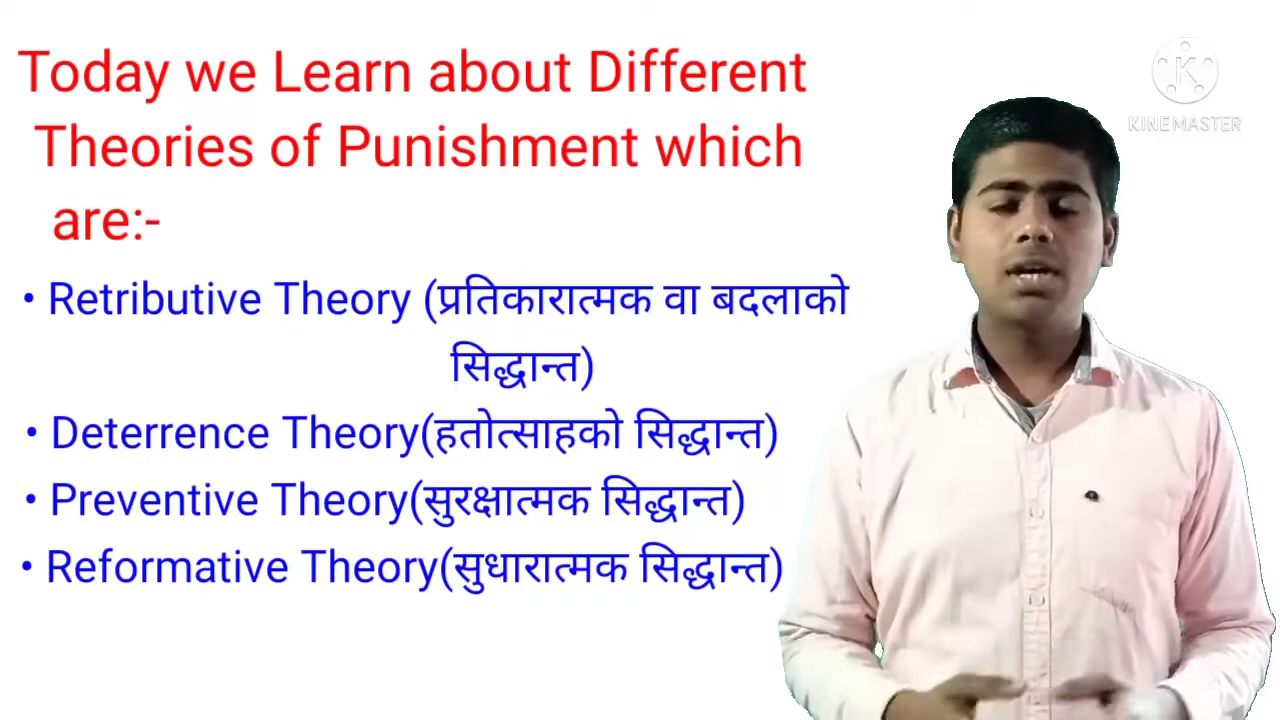 Today we Learn about Different
Theories of Punishment which
are:-
• Retributive Theory (प्रतिकारात्मक वा बदलाको
सिद्धान्त)
• Deterrence Theory(हतोत्साहको सिद्धान्त)
• Preventive Theory(सुरक्षात्मक सिद्धान्त)
• Reformative Theory(सुधारात्मक सिद्धान्त)
K
KINEMASTER